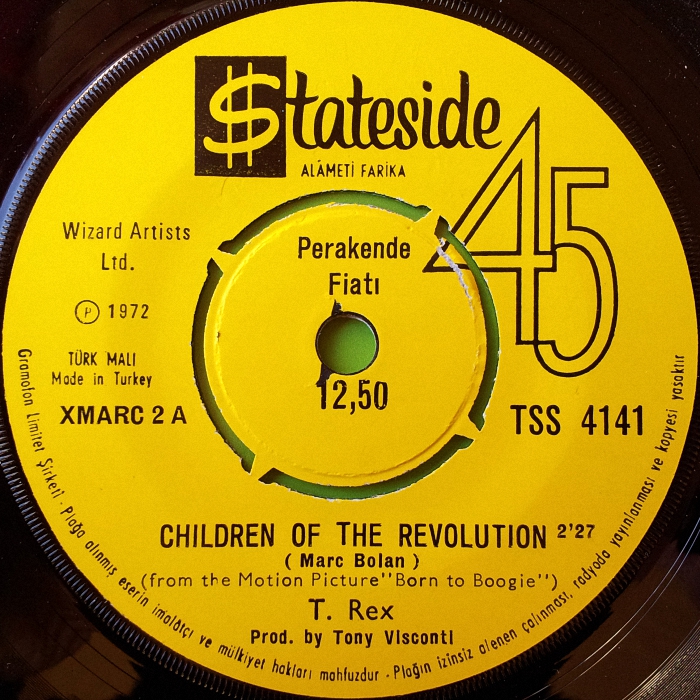 $tateside
ALÂMETİ FARİKA
45
Wizard Artists
Ltd.
Ⓟ 1972
TÜRK MALI
Made in Turkey
XMARC 2 A
Perakende
Fiatı
12,50
TSS 4141
CHILDREN OF THE REVOLUTION 2'27
( Marc Bolan )
(from the Motion Picture"Born to Boogie")
T. Rex
Prod. by Tony Visconti
Gramofon Limitet Şirketi · Plağa alınmış eserin imalâtçı ve mülkiyet hakları mahfuzdur · Plağın izinsiz alenen çalınması, radyoda yayınlanması ve kopyesi yasaktır